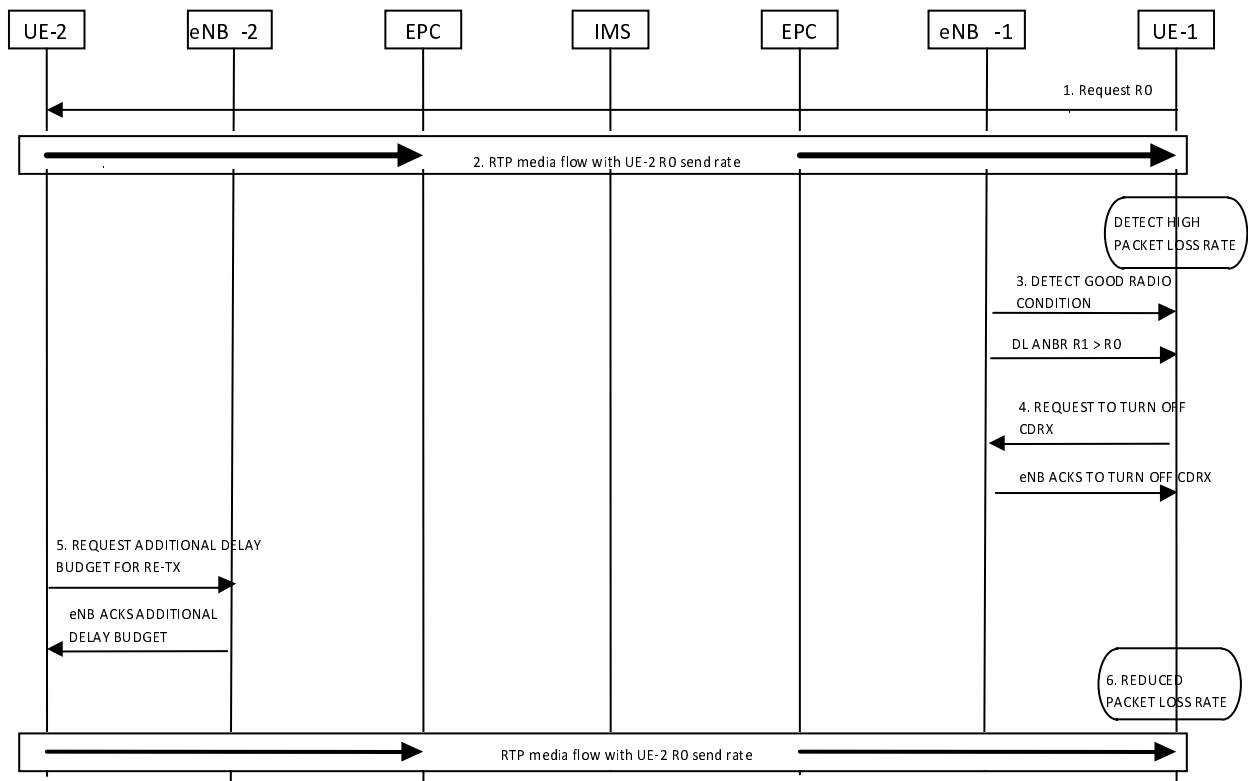 UE-2
eNB -2
EPC
IMS
EPC
eNB -1
UE-1
1. Request R0
2. RTP media flow with UE-2 R0 send rate
DETECT HIGH
PACKET LOSS RATE
3. DETECT GOOD RADIO
CONDITION
DL ANBR R1 > R0
4. REQUEST TO TURN OFF
CDRX
eNB ACKS TO TURN OFF CDRX
5. REQUEST ADDITIONAL DELAY
BUDGET FOR RE-TX
eNB ACKS ADDITIONAL
DELAY BUDGET
6. REDUCED
PACKET LOSS RATE
RTP media flow with UE-2 R0 send rate